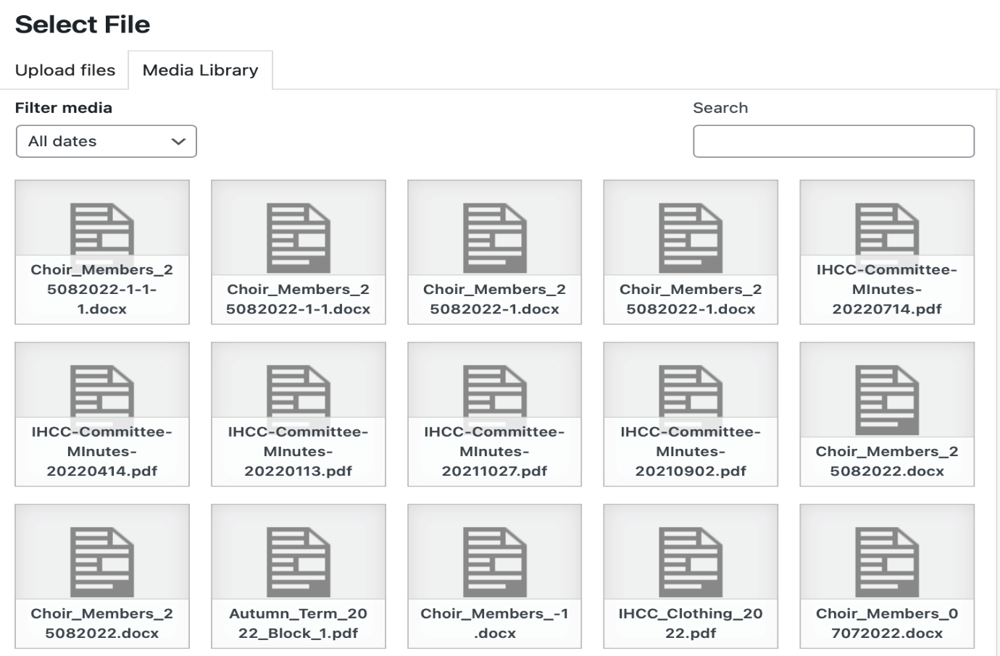 Select File
Upload files
Media Library
Filter media
Search
All dates
Choir_Members_2
5082022-1-1-
1.docx
Choir_Members_2
5082022-1-1.docx
Choir_Members_2
5082022-1.docx
Choir_Members_2
5082022-1.docx
IHCC-Committee-
MInutes-
20220714.pdf
IHCC-Committee-
MInutes-
20220414.pdf
IHCC-Committee-
MInutes-
20220113.pdf
IHCC-Committee-
MInutes-
20211027.pdf
IHCC-Committee-
MInutes-
20210902.pdf
Choir_Members_2
5082022.docx
Choir_Members_2
5082022.docx
Autumn_Term_20
22_Block_1.pdf
Choir_Members_-1
.docx
IHCC_Clothing_20
22.pdf
Choir_Members_0
7072022.docx